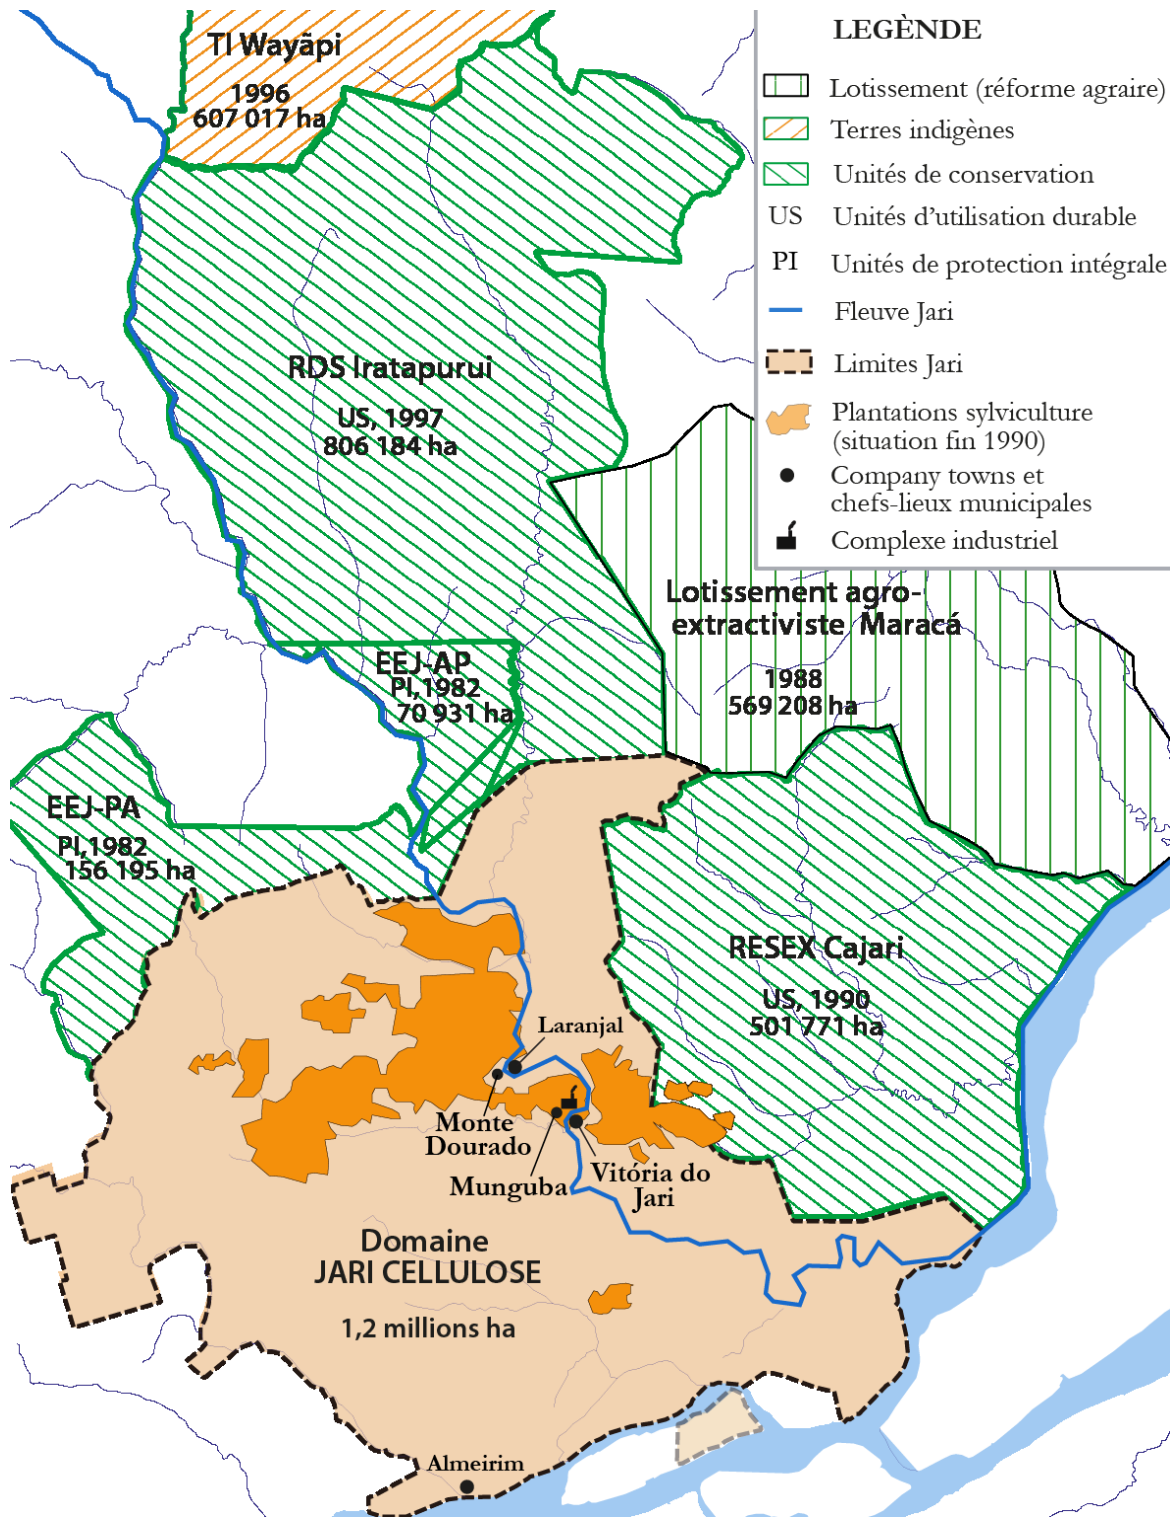 TI Wayãpi
1996
607 017 ha
LEGÈNDE
Lotissement (réforme agraire)
Terres indigènes
Unités de conservation
US Unités d'utilisation durable
PI Unités de protection intégrale
Fleuve Jari
Limites Jari
Plantations sylviculture
(situation fin 1990)
Company towns et
chefs-lieux municipales
Complexe industriel
RDS Iratapurui
US, 1997
806 184 ha
Lotissement agro-
extractiviste Maracá
1988
569 208 ha
EEJ-AP
PI,1982
70 931 ha
EEJ-PA
PI,1982
156 195 ha
RESEX Cajari
US, 1990
501 771 ha
Laranjal
Monte
Dourado
Munguba
Vitória do
Jari
Domaine
JARI CELLULOSE
1,2 millions ha
Almeirim